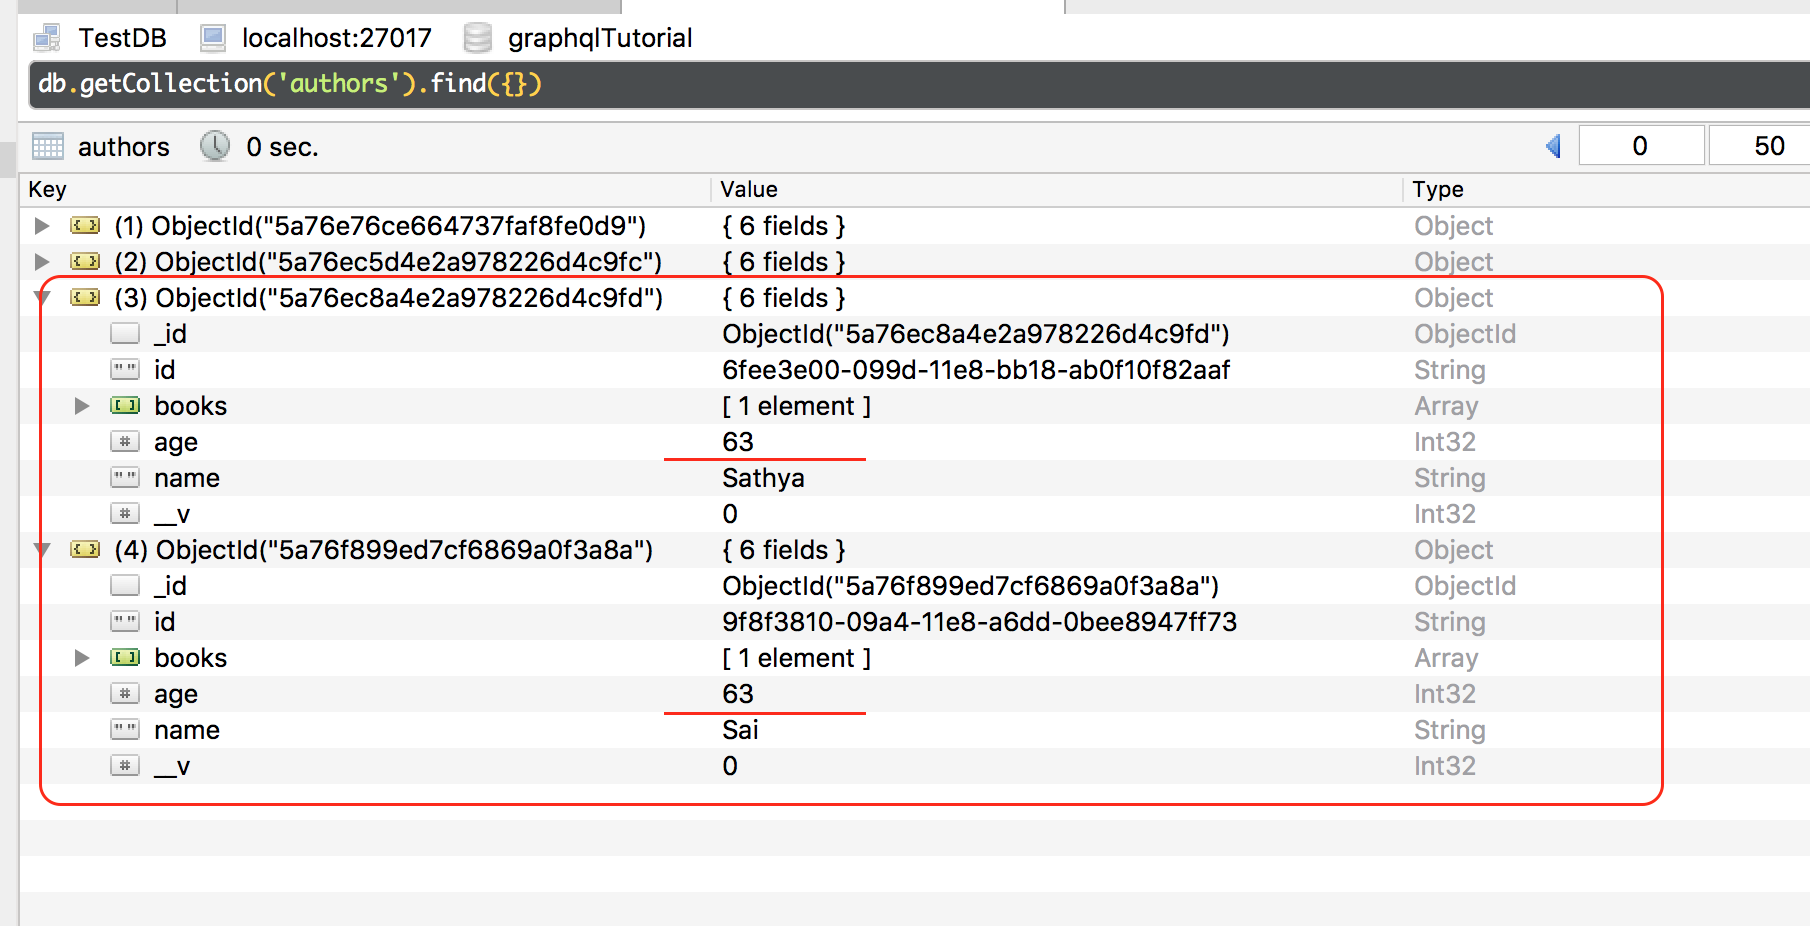 TestDB localhost:27017 graphqlTutorial
db.getCollection('authors').find({})
authors 0 sec. 0 50
Key Value Type
(1) ObjectId("5a76e76ce664737faf8fe0d9") { 6 fields } Object
(2) ObjectId("5a76ec5d4e2a978226d4c9fc") { 6 fields } Object
(3) ObjectId("5a76ec8a4e2a978226d4c9fd") { 6 fields } Object
_id ObjectId("5a76ec8a4e2a978226d4c9fd") ObjectId
id 6fee3e00-099d-11e8-bb18-ab0f10f82aaf String
books [ 1 element ] Array
age 63 Int32
name Sathya String
__v 0 Int32
(4) ObjectId("5a76f899ed7cf6869a0f3a8a") { 6 fields } Object
_id ObjectId("5a76f899ed7cf6869a0f3a8a") ObjectId
id 9f8f3810-09a4-11e8-a6dd-0bee8947ff73 String
books [ 1 element ] Array
age 63 Int32
name Sai String
__v 0 Int32